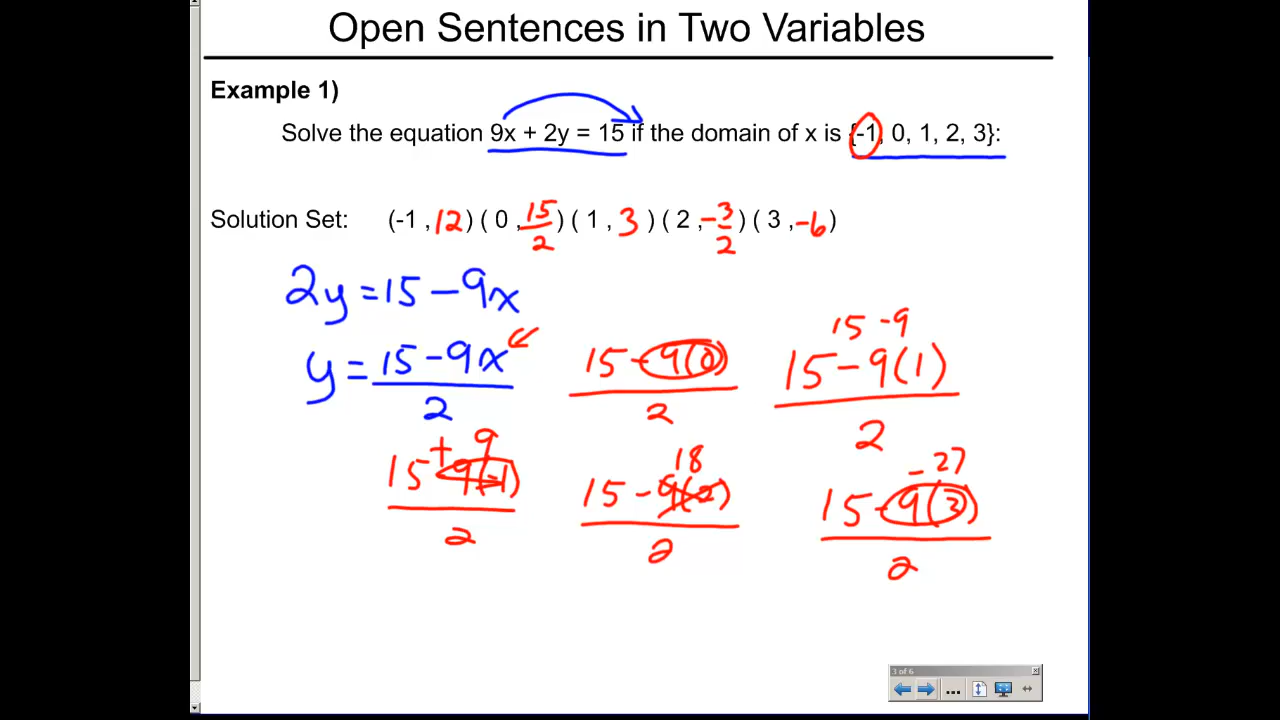 Open Sentences in Two Variables
Example 1)
Solve the equation 9x + 2y = 15 if the domain of x is {-1, 0, 1, 2, 3}:
Solution Set: (-1 , 12 ) ( 0 , 15/2 ) ( 1 , 3 ) ( 2 , -3/2 ) ( 3 , -6 )
2y = 15 - 9x
15 - 9
y = 15 - 9x
2
15 - 9(0)
2
15 - 9(1)
2
+ 9
15 - 9(-1)
2
18
15 - 9(2)
2
- 27
15 - 9(3)
2
3 of 6